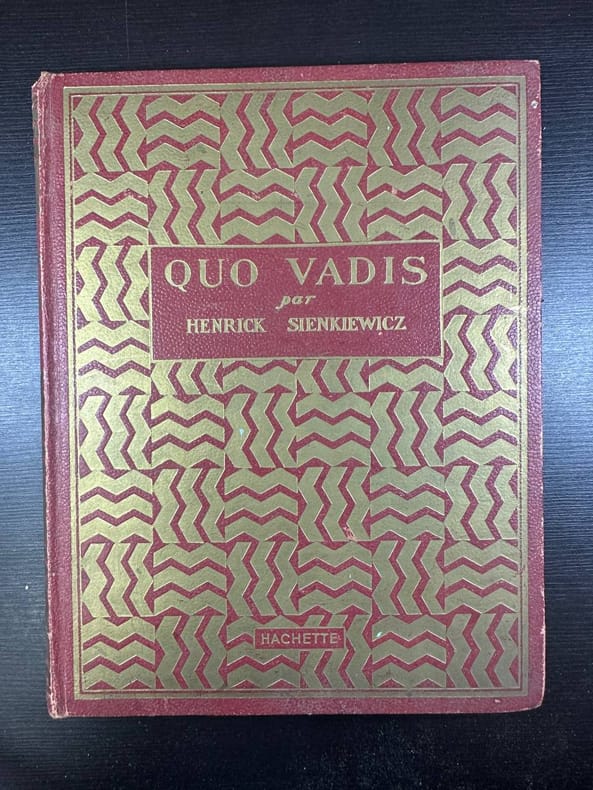 QUO VADIS
par
HENRICK SIENKIEWICZ
HACHETTE